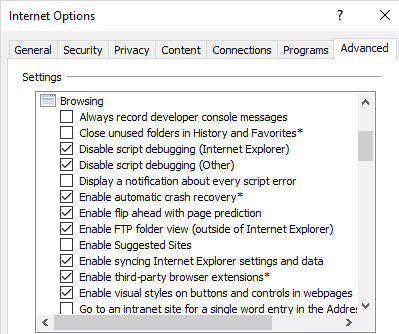 Internet Options
? ×
General Security Privacy Content Connections Programs Advanced
Settings
Browsing
Always record developer console messages
Close unused folders in History and Favorites*
Disable script debugging (Internet Explorer)
Disable script debugging (Other)
Display a notification about every script error
Enable automatic crash recovery*
Enable flip ahead with page prediction
Enable FTP folder view (outside of Internet Explorer)
Enable Suggested Sites
Enable syncing Internet Explorer settings and data
Enable third-party browser extensions*
Enable visual styles on buttons and controls in webpages
Go to an intranet site for a single word entry in the Addre